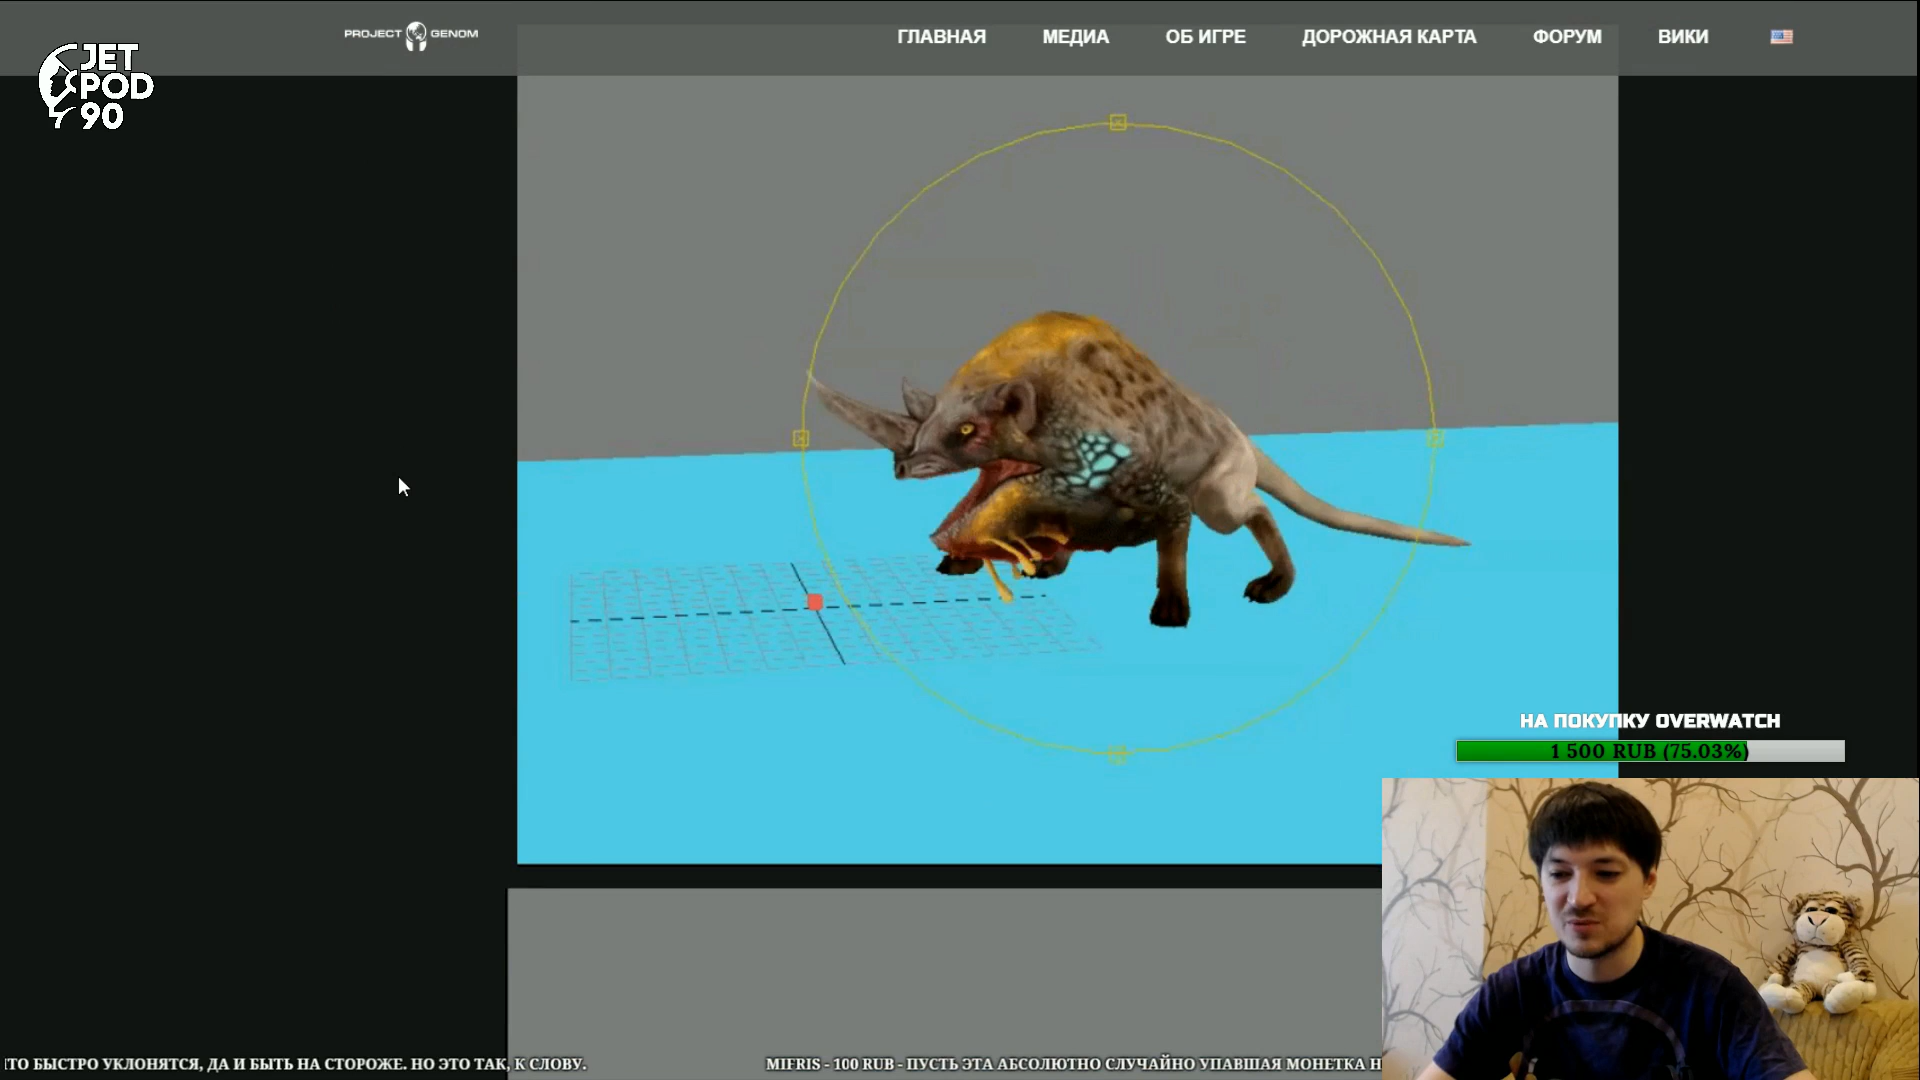 PROJECT GENOM
ГЛАВНАЯ
МЕДИА
ОБ ИГРЕ
ДОРОЖНАЯ КАРТА
ФОРУМ
ВИКИ
JET
POD
90
НА ПОКУПКУ OVERWATCH
1 500 RUB (75.03%)
ТО БЫСТРО УКЛОНЯТСЯ, ДА И БЫТЬ НА СТОРОЖЕ. НО ЭТО ТАК, К СЛОВУ.
MIFRIS - 100 RUB - ПУСТЬ ЭТА АБСОЛЮТНО СЛУЧАЙНО УПАВШАЯ МОНЕТКА Н